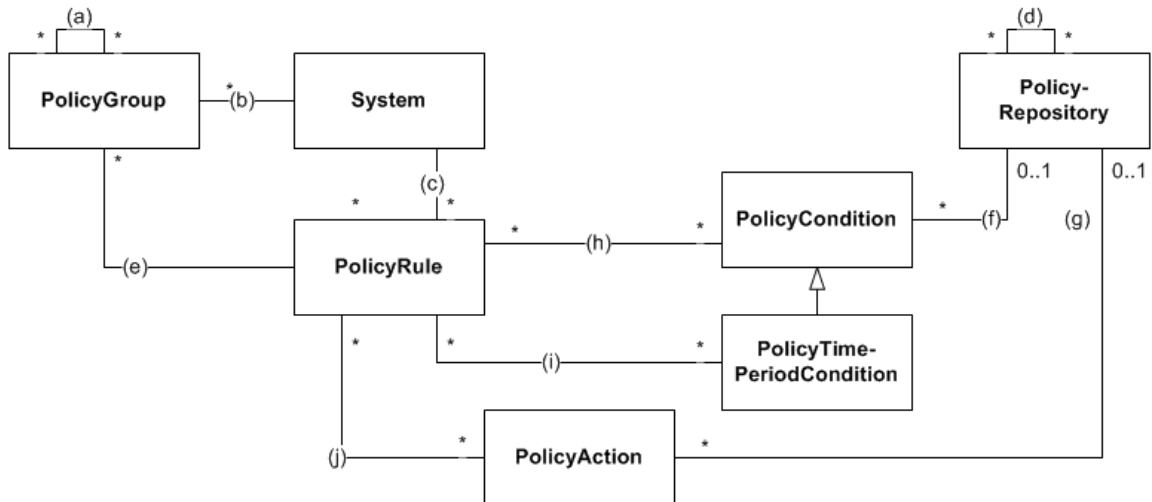 (a)
* *
PolicyGroup
* (b)
System
(d)
* *
Policy-
Repository
*
(c)
* *
0..1 0..1
PolicyCondition
* (f) (g)
PolicyRule
* (h) *
(e)
* * (i) *
PolicyTime-
PeriodCondition
(j) *
PolicyAction
*